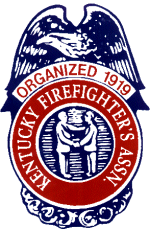 ORGANIZED 1919
KENTUCKY FIREFIGHTER'S ASSN.